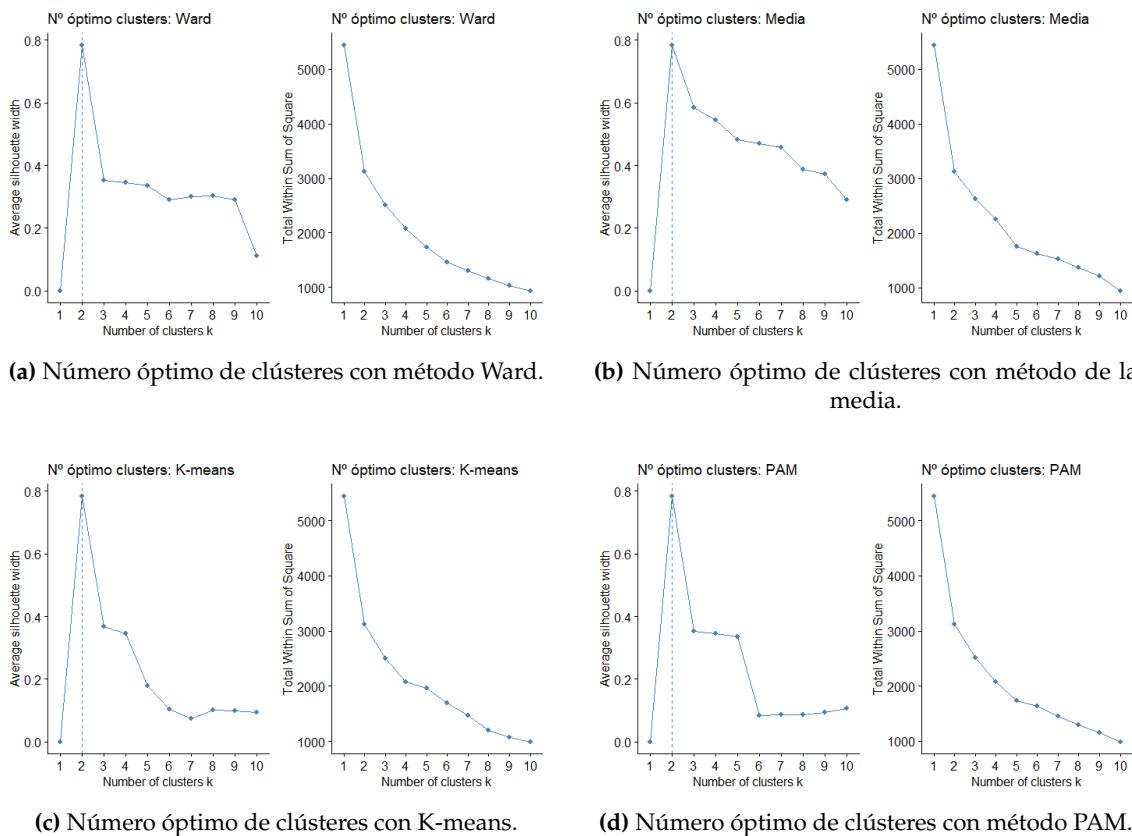 Nº óptimo clusters: Ward
Average silhouette width
0.8
0.6
0.4
0.2
0.0
1 2 3 4 5 6 7 8 9 10
Number of clusters k
Nº óptimo clusters: Ward
Total Within Sum of Square
5000
4000
3000
2000
1000
1 2 3 4 5 6 7 8 9 10
Number of clusters k
(a) Número óptimo de clústeres con método Ward.
Nº óptimo clusters: Media
Average silhouette width
0.8
0.6
0.4
0.2
0.0
1 2 3 4 5 6 7 8 9 10
Number of clusters k
Nº óptimo clusters: Media
Total Within Sum of Square
5000
4000
3000
2000
1000
1 2 3 4 5 6 7 8 9 10
Number of clusters k
(b) Número óptimo de clústeres con método de la
media.
Nº óptimo clusters: K-means
Average silhouette width
0.8
0.6
0.4
0.2
0.0
1 2 3 4 5 6 7 8 9 10
Number of clusters k
Nº óptimo clusters: K-means
Total Within Sum of Square
5000
4000
3000
2000
1000
1 2 3 4 5 6 7 8 9 10
Number of clusters k
(c) Número óptimo de clústeres con K-means.
Nº óptimo clusters: PAM
Average silhouette width
0.8
0.6
0.4
0.2
0.0
1 2 3 4 5 6 7 8 9 10
Number of clusters k
Nº óptimo clusters: PAM
Total Within Sum of Square
5000
4000
3000
2000
1000
1 2 3 4 5 6 7 8 9 10
Number of clusters k
(d) Número óptimo de clústeres con método PAM.